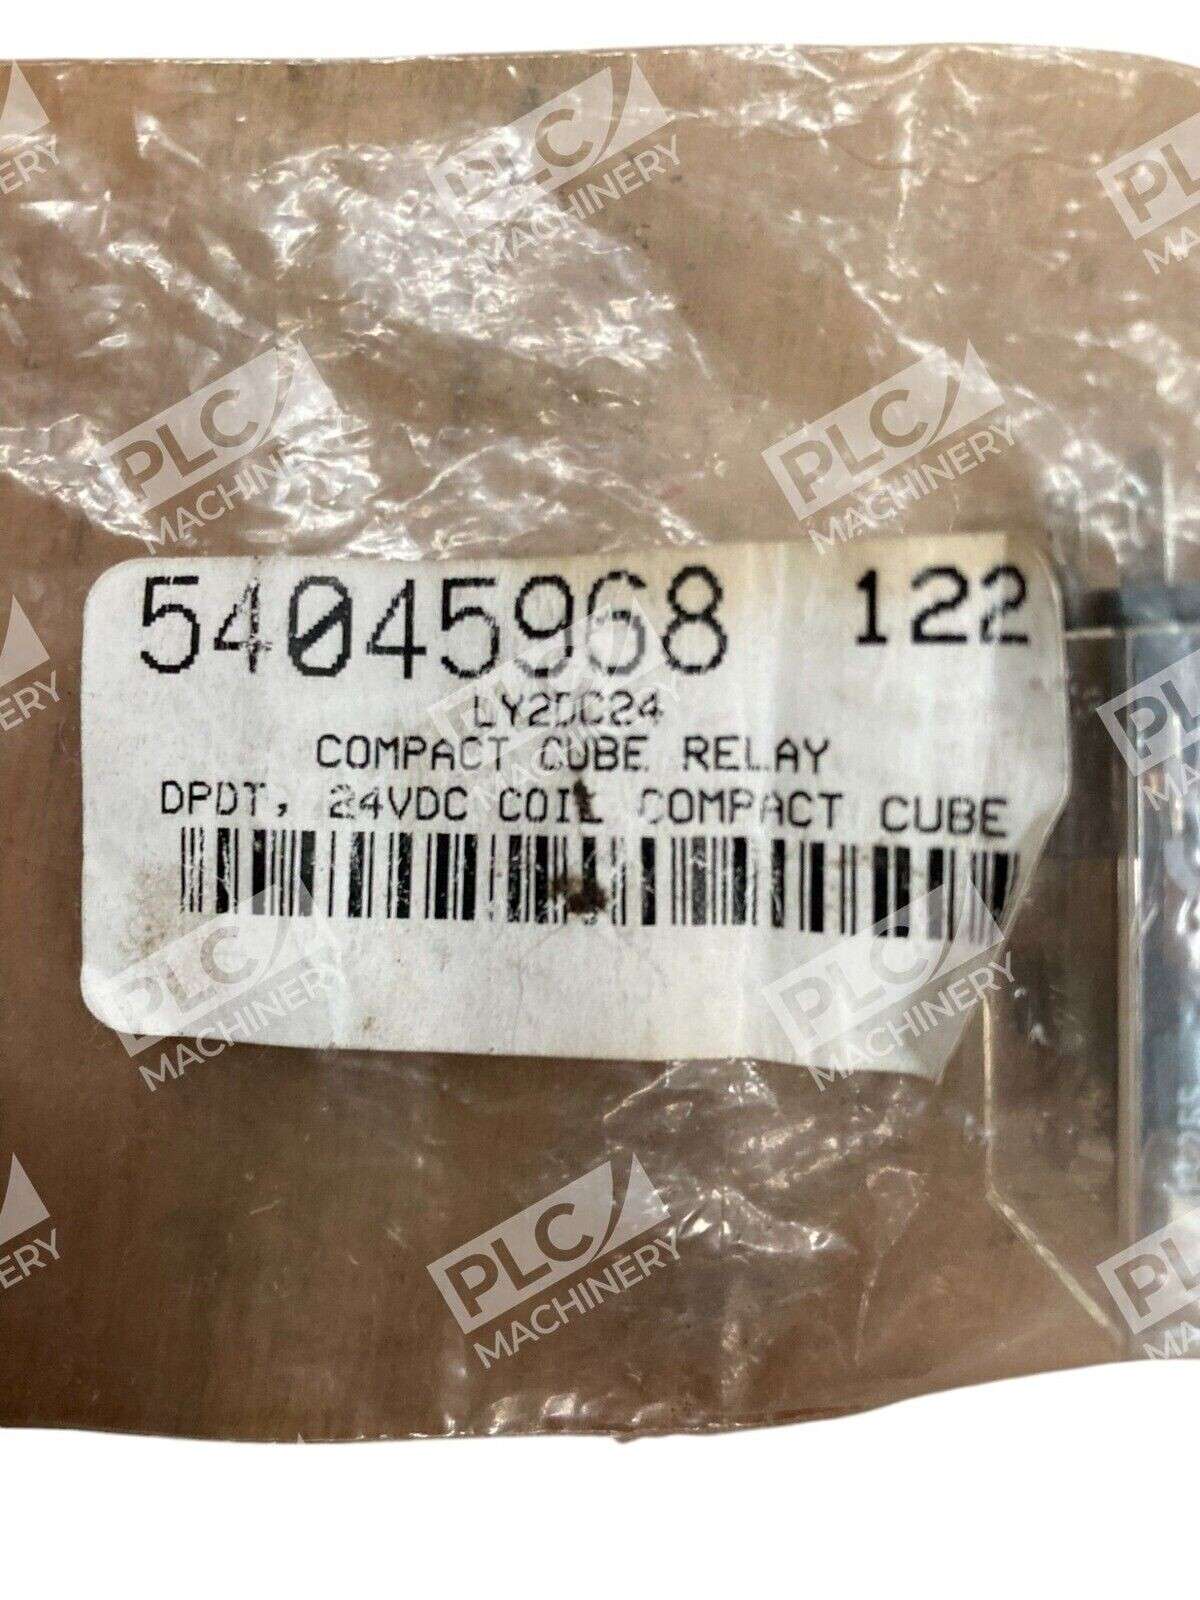 54045968 122
LY2DC24
COMPACT CUBE RELAY
DPDT, 24VDC COIL COMPACT CUBE
PLC MACHINERY